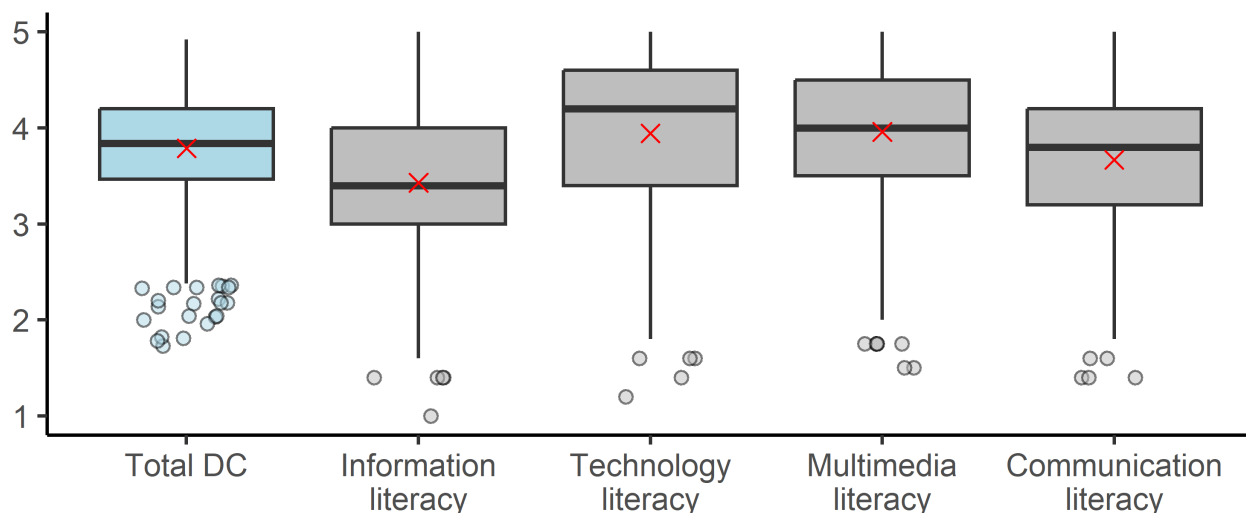 5
4
3
2
1
Total DC
Information
literacy
Technology
literacy
Multimedia
literacy
Communication
literacy